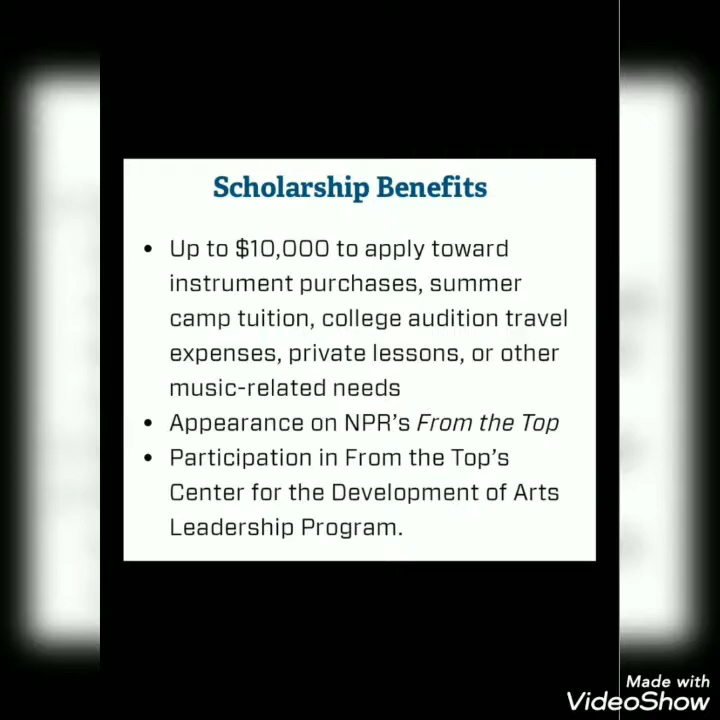 Scholarship Benefits
• Up to $10,000 to apply toward
instrument purchases, summer
camp tuition, college audition travel
expenses, private lessons, or other
music-related needs
• Appearance on NPR's From the Top
• Participation in From the Top's
Center for the Development of Arts
Leadership Program.
Made with
VideoShow